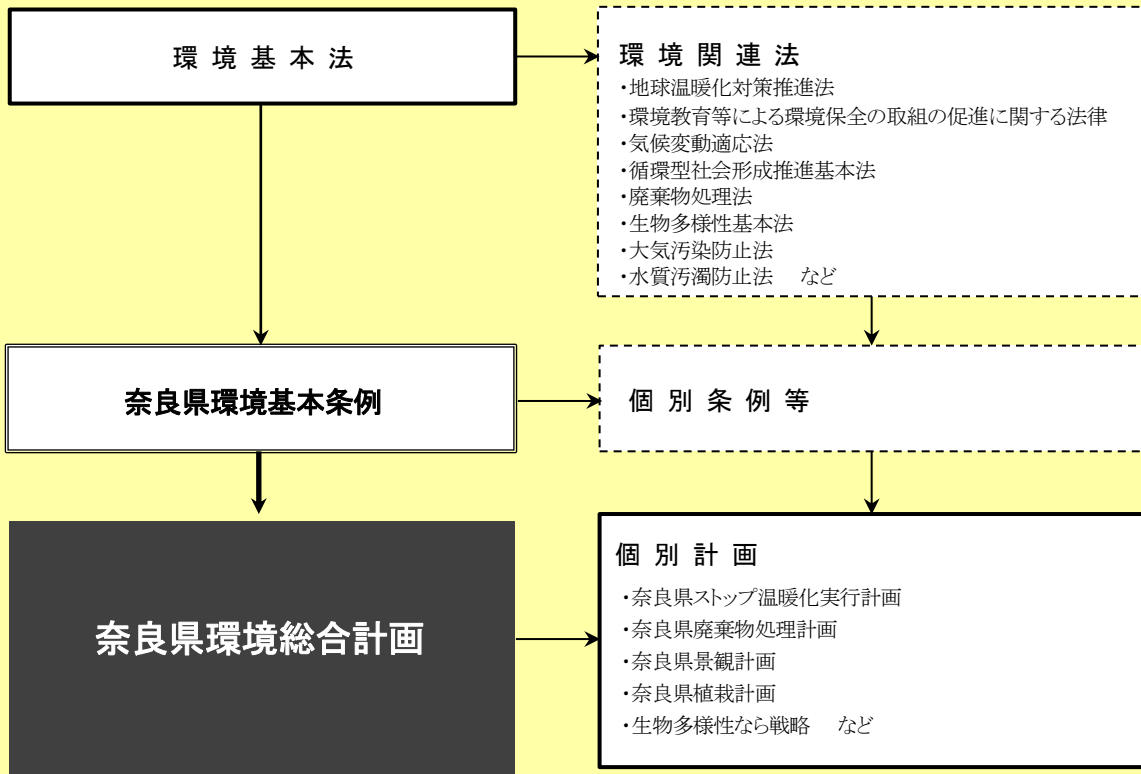 環境基本法
環境関連法
・地球温暖化対策推進法
・環境教育等による環境保全の取組の促進に関する法律
・気候変動適応法
・循環型社会形成推進基本法
・廃棄物処理法
・生物多様性基本法
・大気汚染防止法
・水質汚濁防止法　など
奈良県環境基本条例
個別条例等
奈良県環境総合計画
個別計画
・奈良県ストップ温暖化実行計画
・奈良県廃棄物処理計画
・奈良県景観計画
・奈良県植栽計画
・生物多様性なら戦略　など